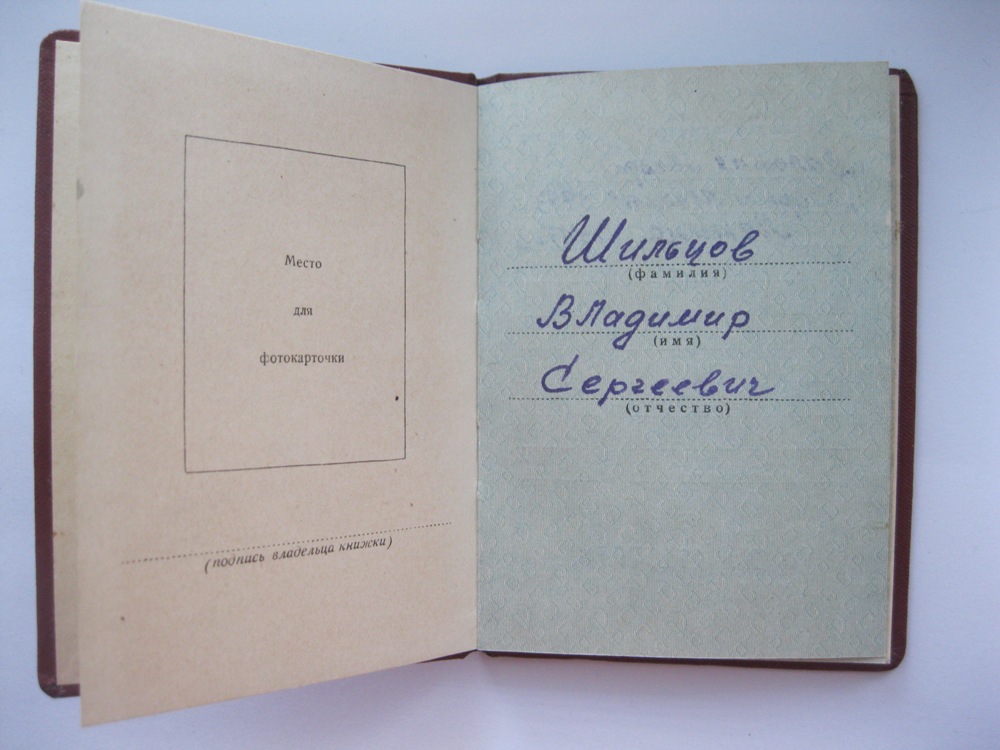 Место
для
фотокарточки
(подпись владельца книжки)
Шильцов
(фамилия)
Владимир
(имя)
Сергеевич
(отчество)